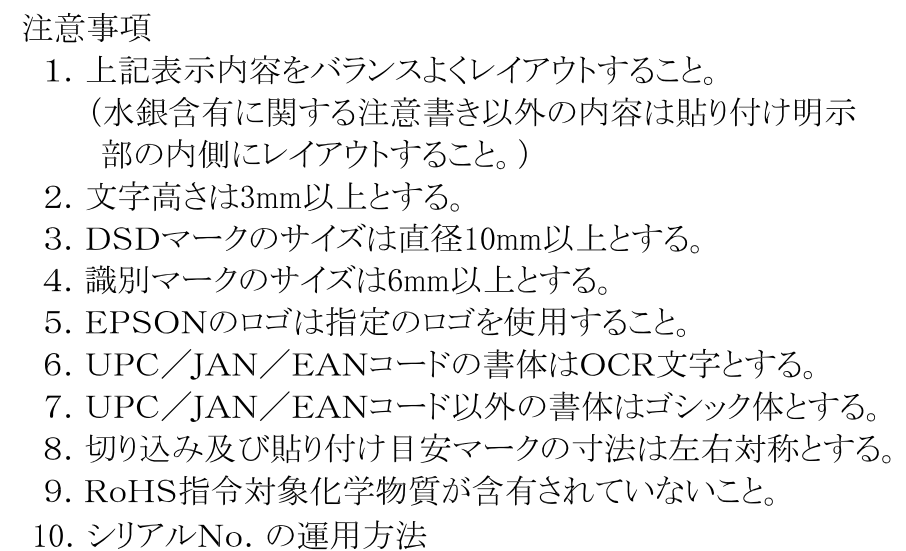 注意事項
1. 上記表示内容をバランスよくレイアウトすること。
(水銀含有に関する注意書き以外の内容は貼り付け明示
部の内側にレイアウトすること。)
2. 文字高さは3mm以上とする。
3. DSDマークのサイズは直径10mm以上とする。
4. 識別マークのサイズは6mm以上とする。
5. EPSONのロゴは指定のロゴを使用すること。
6. UPC／JAN／EANコードの書体はOCR文字とする。
7. UPC／JAN／EANコード以外の書体はゴシック体とする。
8. 切り込み及び貼り付け目安マークの寸法は左右対称とする。
9. RoHS指令対象化学物質が含有されていないこと。
10. シリアルNo. の運用方法